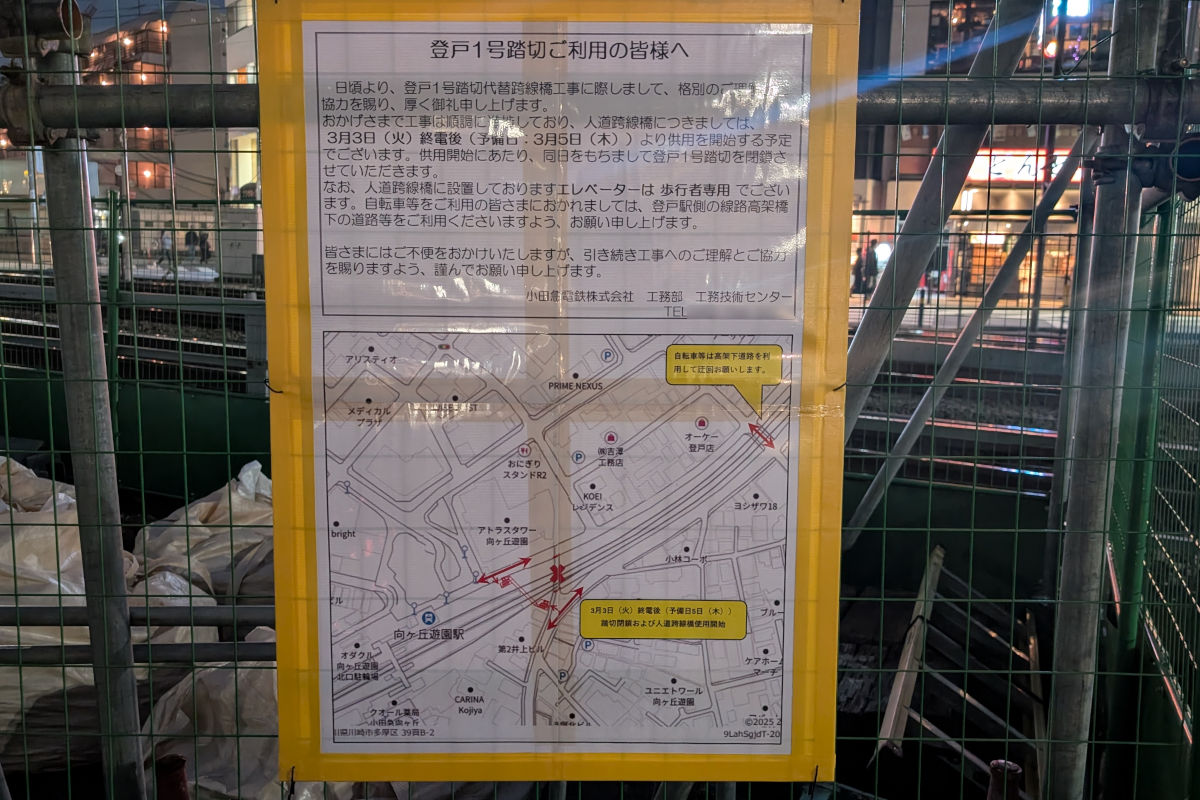 登戸1号踏切ご利用の皆様へ
日頃より、登戸1号踏切代替跨線橋工事に際しまして、格別のご理
協力を賜り、厚く御礼申し上げます。
おかげさまで工事は順調に進捗しており、人道跨線橋につきましては、
3月3日(火)終電後(予備日:3月5日(木))より供用を開始する予定
でございます。供用開始にあたり、同日をもちまして登戸1号踏切を閉鎖さ
せていただきます。
なお、人道跨線橋に設置しておりますエレベーターは 歩行者専用 でござい
ます。自転車等をご利用の皆さまにおかれましては、登戸駅側の線路高架橋
下の道路等をご利用くださいますよう、お願い申し上げます。
皆さまにはご不便をおかけいたしますが、引き続き工事へのご理解とご協力
を賜りますよう、謹んでお願い申し上げます。
小田急電鉄株式会社 工務部 工務技術センター
TEL
自転車等は高架下道路を利
用して迂回お願いします。
アリスティオ
P
PRIME NEXUS
メディカル
プラザ
オーケー
登戸店
㈱吉澤
工務店
P
おにぎり
スタンドR2
KOEI
レジデンス
ヨシザワ18
アトラスタワー
向ヶ丘遊園
bright
小林コーポ
3月3日(火)終電後(予備日5日(木))
踏切閉鎖および人道跨線橋使用開始
ブルー
向ヶ丘遊園駅
第2井上ビル
P
オダクル
向ヶ丘遊園
北口駐輪場
ケアホーム
マーチ
P
ユニエトワール
向ヶ丘遊園
CARINA
Kojiya
クオール薬局
小田急向ヶ丘
©2025 Z
川県川崎市多摩区 39頁B-2
9LahSgjdT-20